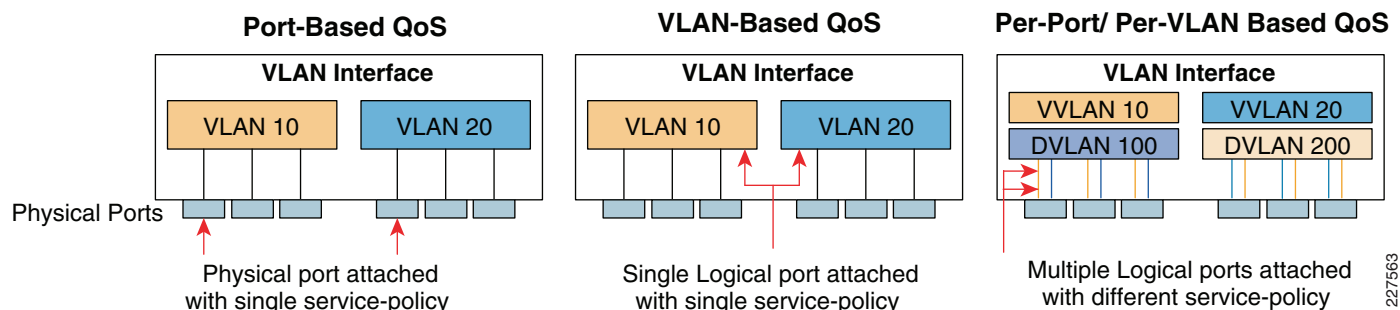 Port-Based QoS
VLAN Interface
VLAN 10
VLAN 20
Physical Ports
Physical port attached
with single service-policy
VLAN-Based QoS
VLAN Interface
VLAN 10
VLAN 20
Single Logical port attached
with single service-policy
Per-Port/ Per-VLAN Based QoS
VLAN Interface
VVLAN 10
VVLAN 20
DVLAN 100
DVLAN 200
Multiple Logical ports attached
with different service-policy
227563